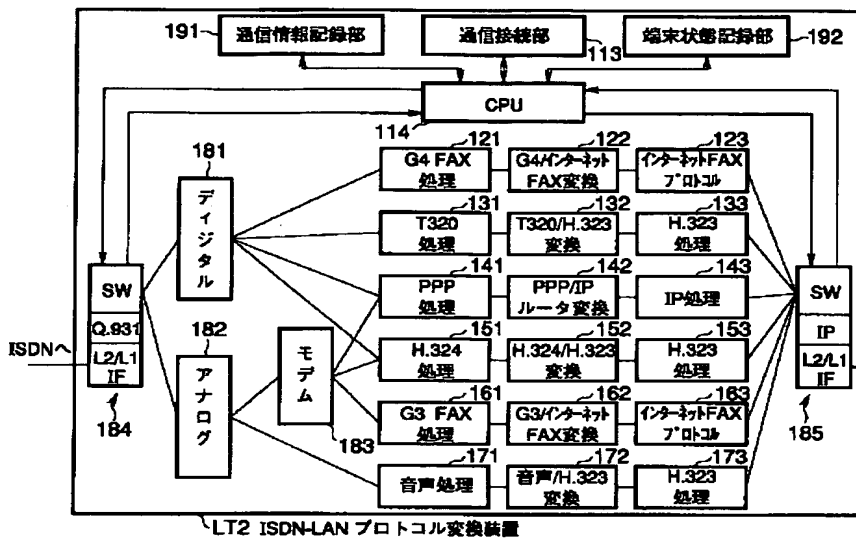 191
通信情報記録部
通信接続部
113
端末状態記録部
192
CPU
114
181
ディジタル
121
G4 FAX
処理
122
G4/インターネット
FAX変換
123
インターネットFAX
プロトコル
131
T320
処理
132
T320/H.323
変換
133
H.323
処理
141
PPP
処理
142
PPP/IP
ルータ変換
143
IP処理
SW
Q.931
L2/L1
IF
ISDNへ
184
182
アナログ
モデム
183
151
H.324
処理
152
H.324/H.323
変換
153
H.323
処理
161
G3 FAX
処理
162
G3/インターネット
FAX変換
163
インターネットFAX
プロトコル
171
音声処理
172
音声/H.323
変換
173
H.323
処理
SW
IP
L2/L1
IF
185
LT2 ISDN-LAN プロトコル変換装置